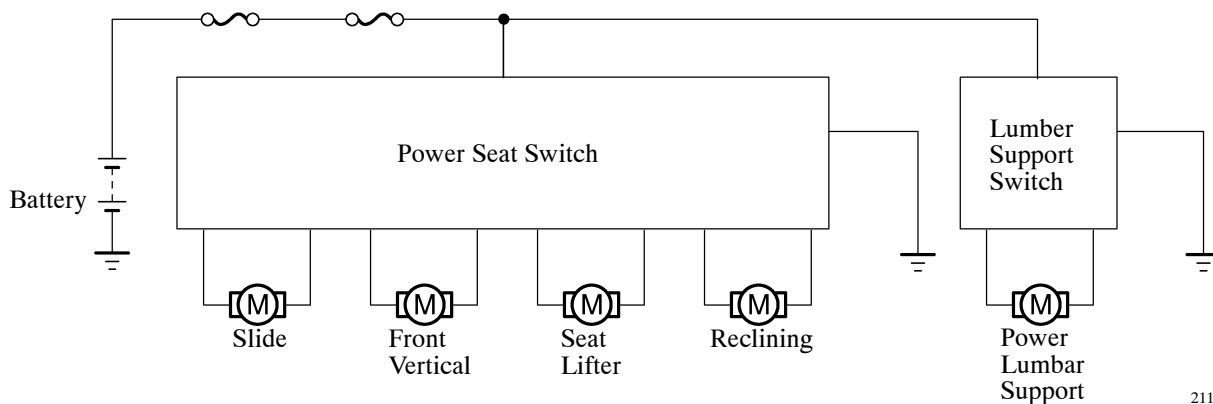 Power Seat Switch
Lumber
Support
Switch
Battery
M
M
M
M
M
Slide
Front
Vertical
Seat
Lifter
Reclining
Power
Lumbar
Support
211